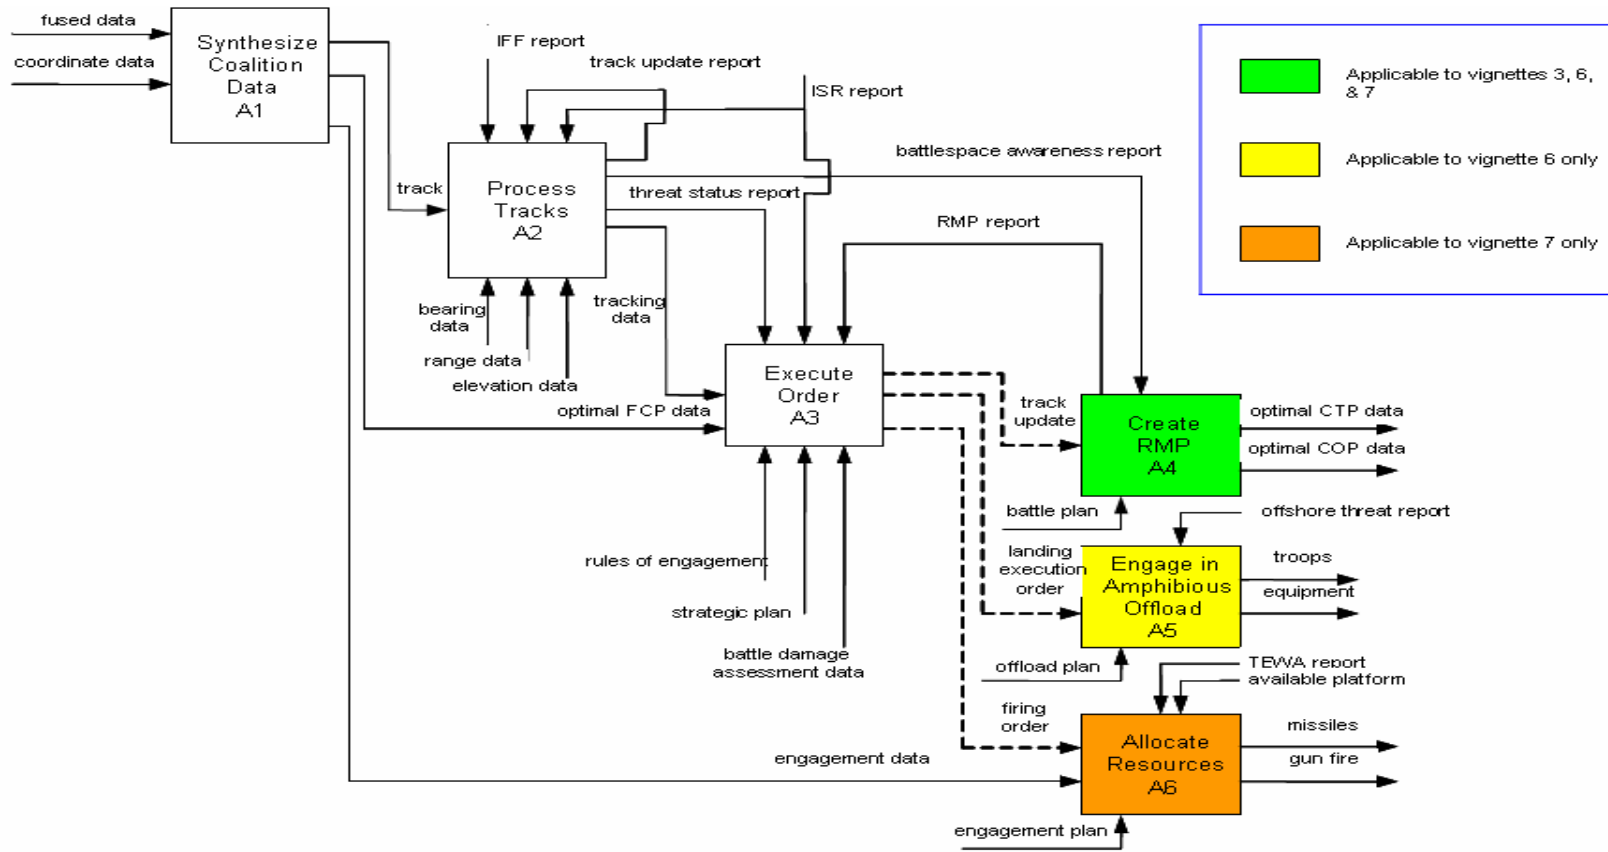 fused data
coordinate data
Synthesize
Coalition
Data
A1
IFF report
track update report
ISR report
battlespace awareness report
track
Process
Tracks
A2
threat status report
RMP report
bearing
data
range data
elevation data
tracking
data
optimal FCP data
Execute
Order
A3
rules of engagement
strategic plan
battle damage
assessment data
track
update
Create
RMP
A4
optimal CTP data
optimal COP data
battle plan
offshore threat report
landing
execution
order
Engage in
Amphibious
Offload
A5
troops
equipment
offload plan
TEWA report
available platform
firing
order
Allocate
Resources
A6
missiles
gun fire
engagement data
engagement plan
Applicable to vignettes 3, 6,
& 7
Applicable to vignette 6 only
Applicable to vignette 7 only